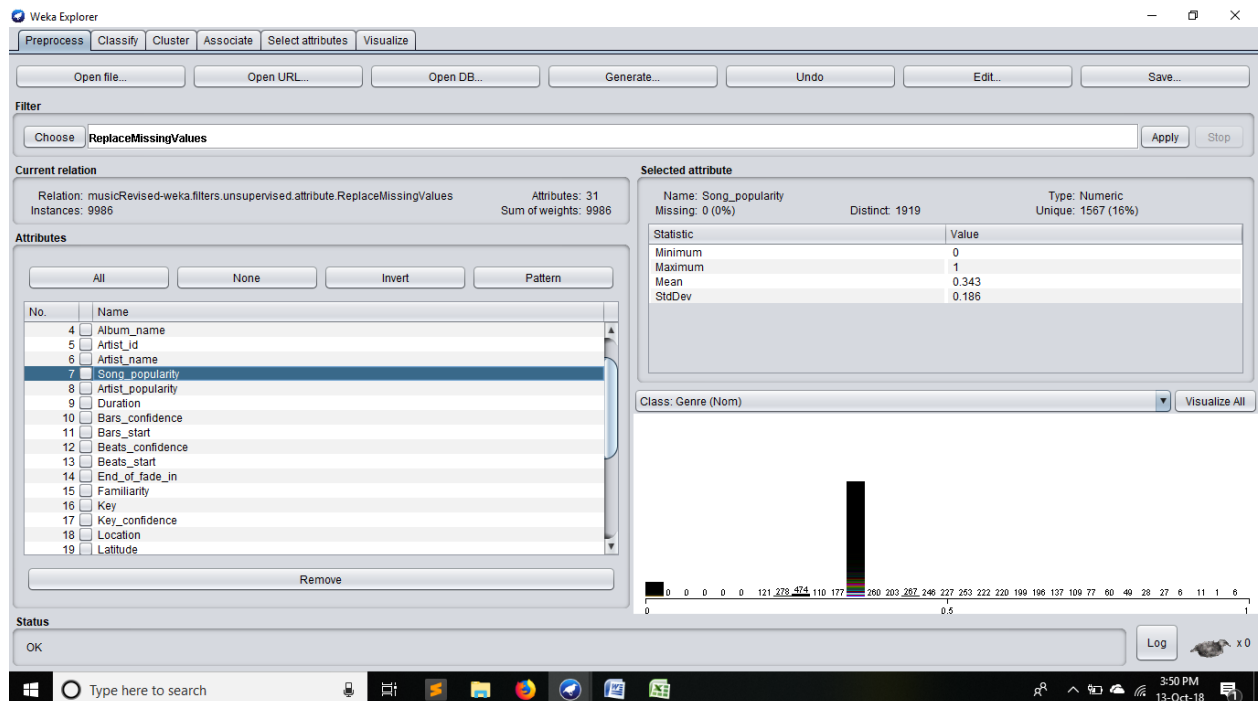 Weka Explorer
Preprocess Classify Cluster Associate Select attributes Visualize
Open file... Open URL... Open DB... Generate... Undo Edit... Save...
Filter
Choose ReplaceMissingValues Apply Stop
Current relation
Relation: musicRevised-weka.filters.unsupervised.attribute.ReplaceMissingValues Attributes: 31
Instances: 9986 Sum of weights: 9986
Attributes
All None Invert Pattern
No. Name
4 Album_name
5 Artist_id
6 Artist_name
7 Song_popularity
8 Artist_popularity
9 Duration
10 Bars_confidence
11 Bars_start
12 Beats_confidence
13 Beats_start
14 End_of_fade_in
15 Familiarity
16 Key
17 Key_confidence
18 Location
19 Latitude
Remove
Selected attribute
Name: Song_popularity Type: Numeric
Missing: 0 (0%) Distinct: 1919 Unique: 1567 (16%)
Statistic Value
Minimum 0
Maximum 1
Mean 0.343
StdDev 0.186
Class: Genre (Nom) Visualize All
0 0 0 0 0 121 278 474 110 177 260 203 267 246 227 253 222 220 199 196 137 109 77 60 49 28 27 6 11 1 6
0 0.5 1
Status
OK Log x 0
Type here to search 3:50 PM
13-Oct-18